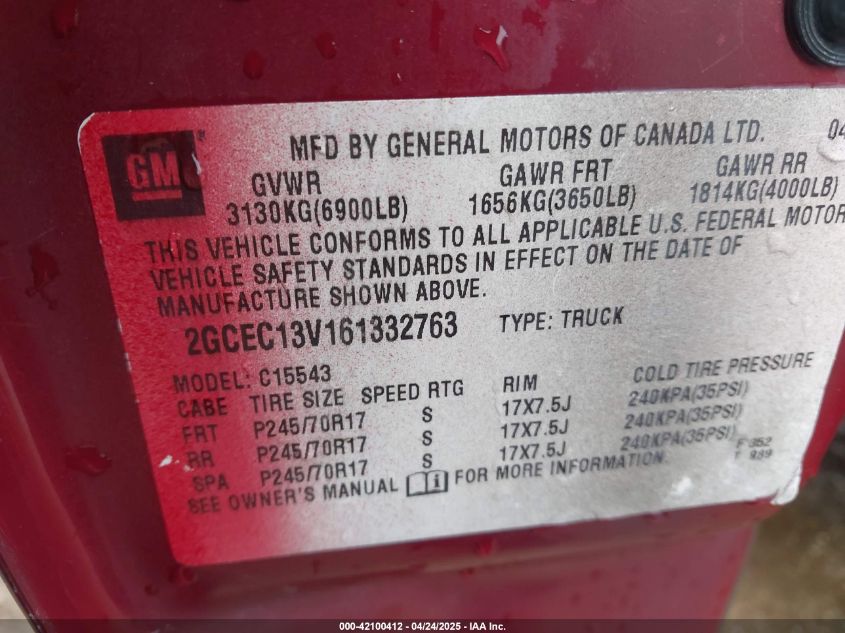 GM ® MFD BY GENERAL MOTORS OF CANADA LTD. 04
GVWR GAWR FRT GAWR RR
3130KG(6900LB) 1656KG(3650LB) 1814KG(4000LB)
THIS VEHICLE CONFORMS TO ALL APPLICABLE U.S. FEDERAL MOTOR
VEHICLE SAFETY STANDARDS IN EFFECT ON THE DATE OF
MANUFACTURE SHOWN ABOVE.
2GCEC13V161332763 TYPE: TRUCK
MODEL: C15543
CABE TIRE SIZE SPEED RTG RIM COLD TIRE PRESSURE
FRT P245/70R17 S 17X7.5J 240KPA(35PSI)
RR P245/70R17 S 17X7.5J 240KPA(35PSI)
SPA P245/70R17 S 17X7.5J 240KPA(35PSI)
SEE OWNER'S MANUAL FOR MORE INFORMATION.
F 352
T 989
000-42100412 - 04/24/2025 - IAA Inc.